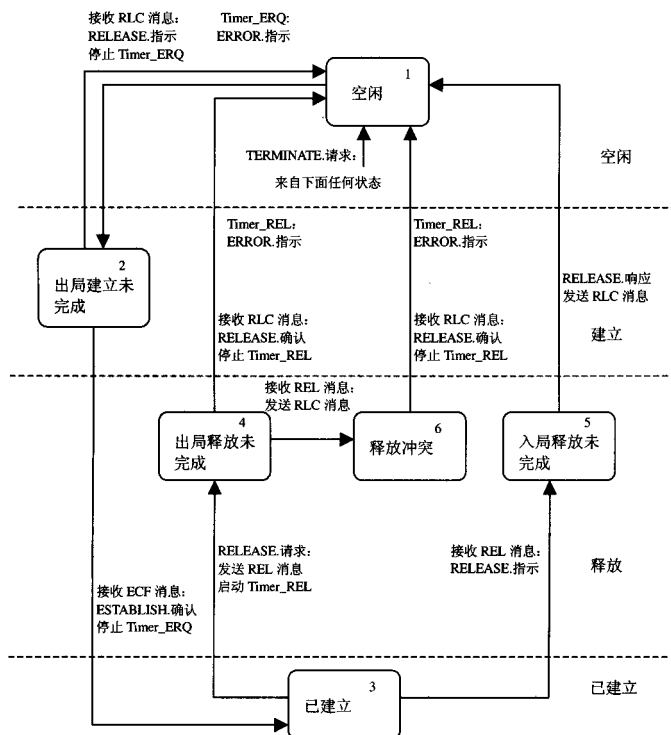 接收 RLC 消息：
RELEASE.指示
停止 Timer_ERQ
Timer_ERQ:
ERROR.指示
1
空闲
TERMINATE.请求：
来自下面任何状态
空闲
2
出局建立未
完成
Timer_REL：
ERROR.指示
Timer_REL：
ERROR.指示
RELEASE.响应
发送 RLC 消息
建立
接收 RLC 消息：
RELEASE.确认
停止 Timer_REL
接收 RLC 消息：
RELEASE.确认
停止 Timer_REL
接收 REL 消息：
发送 RLC 消息
4
出局释放未
完成
6
释放冲突
5
入局释放未
完成
RELEASE.请求：
发送 REL 消息
启动 Timer_REL
接收 REL 消息：
RELEASE.指示
释放
接收 ECF 消息：
ESTABLISH.确认
停止 Timer_ERQ
3
已建立
已建立